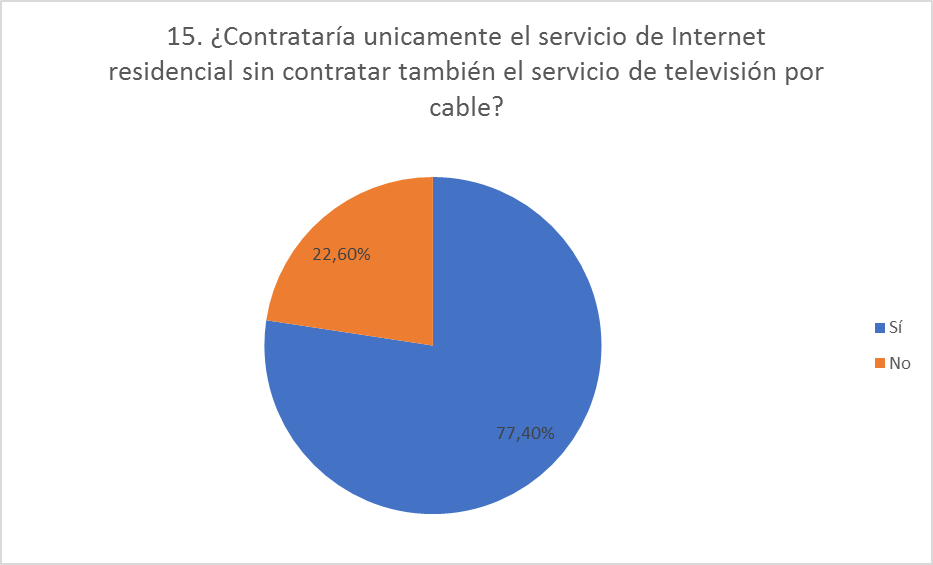 15. ¿Contrataría unicamente el servicio de Internet
residencial sin contratar también el servicio de televisión por
cable?
22,60%
77,40%
Sí
No